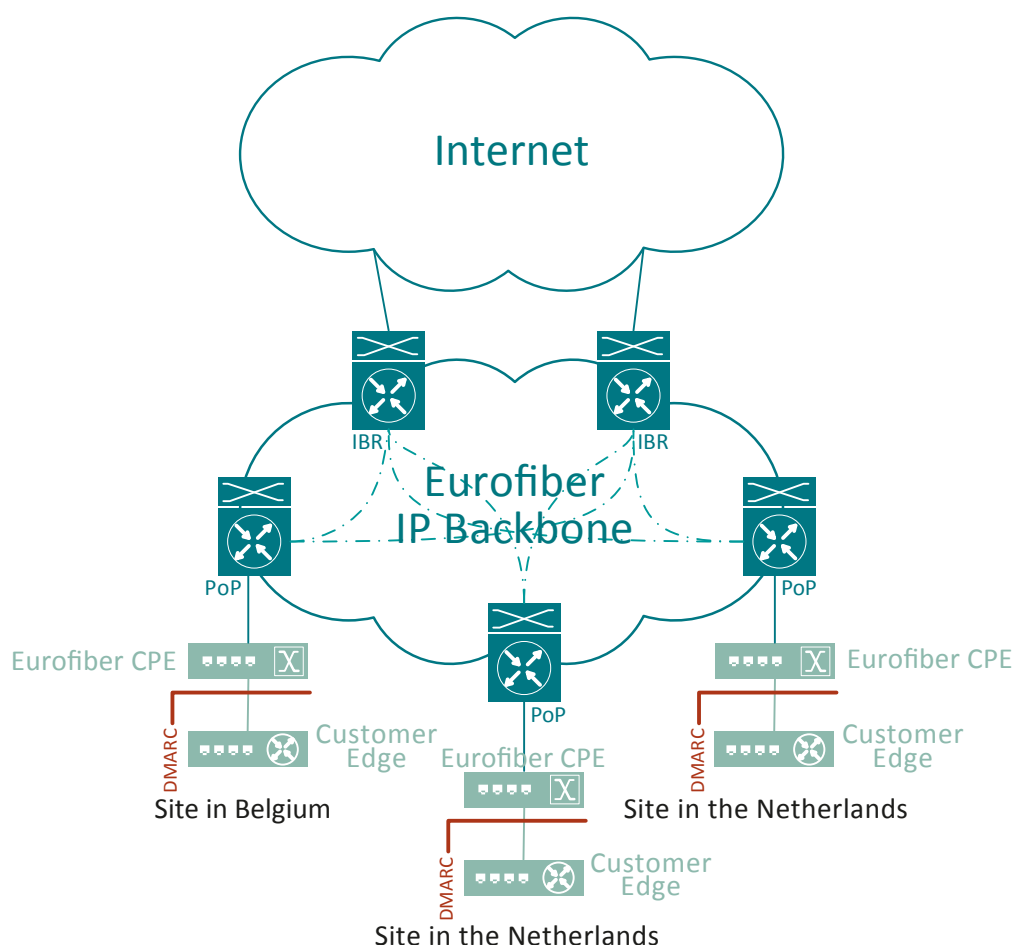 Internet
IBR
IBR
Eurofiber
IP Backbone
PoP
PoP
Eurofiber CPE
Eurofiber CPE
PoP
DMARC
Customer
Edge
DMARC
Customer
Edge
Eurofiber CPE
Site in Belgium
Site in the Netherlands
DMARC
Customer
Edge
Site in the Netherlands